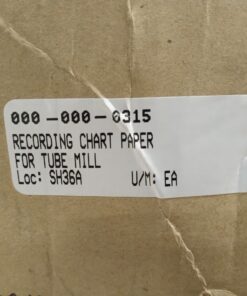 000-000-0315
RECORDING CHART PAPER
FOR TUBE MILL
Loc: SH36A U/M: EA